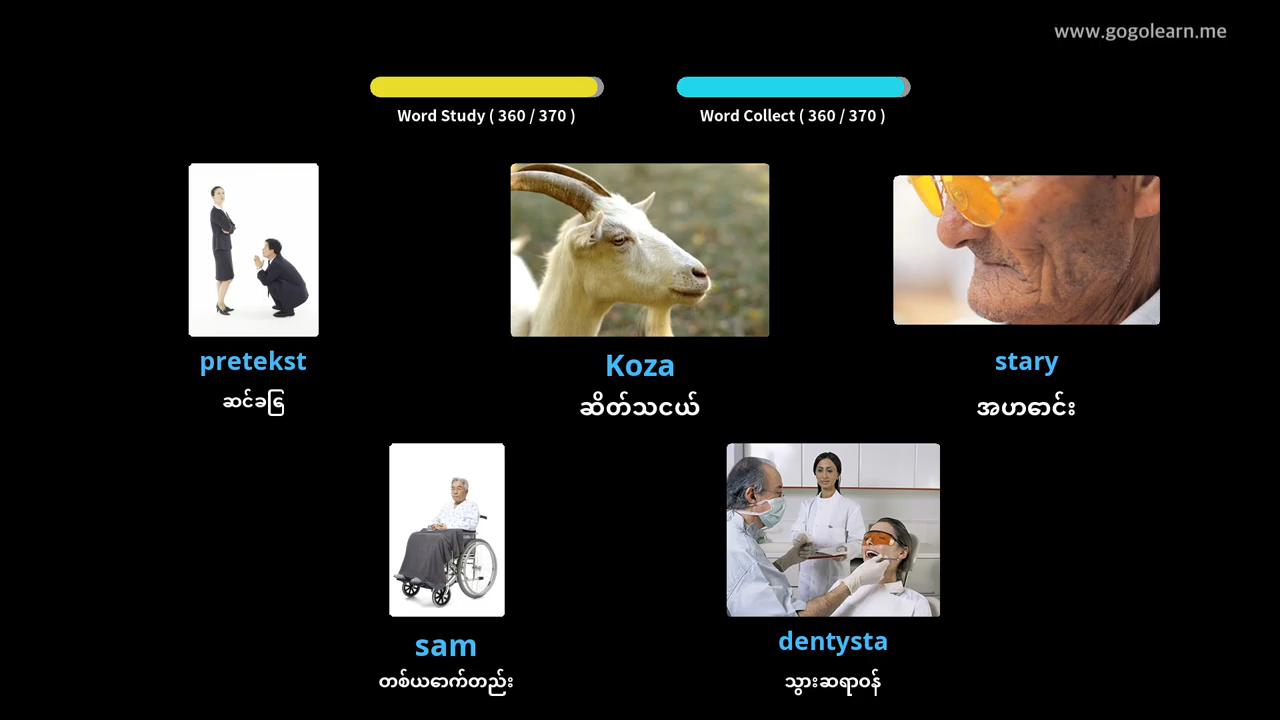 www.gogolearn.me
Word Study ( 360 / 370 )
Word Collect ( 360 / 370 )
pretekst
ဆင်ခြေ
Koza
ဆိတ်သငယ်
stary
အဟောင်း
sam
တစ်ယောက်တည်း
dentysta
သွားဆရာဝန်